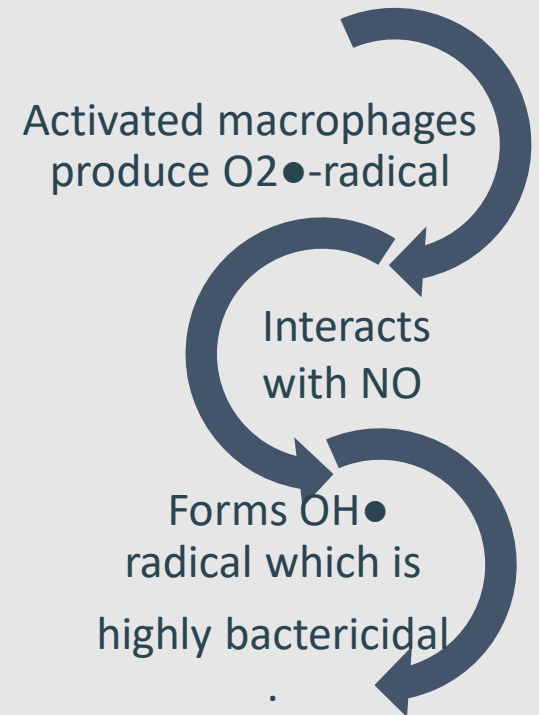 Activated macrophages
produce O2●-radical
Interacts
with NO
Forms OH●
radical which is
highly bactericidal
.